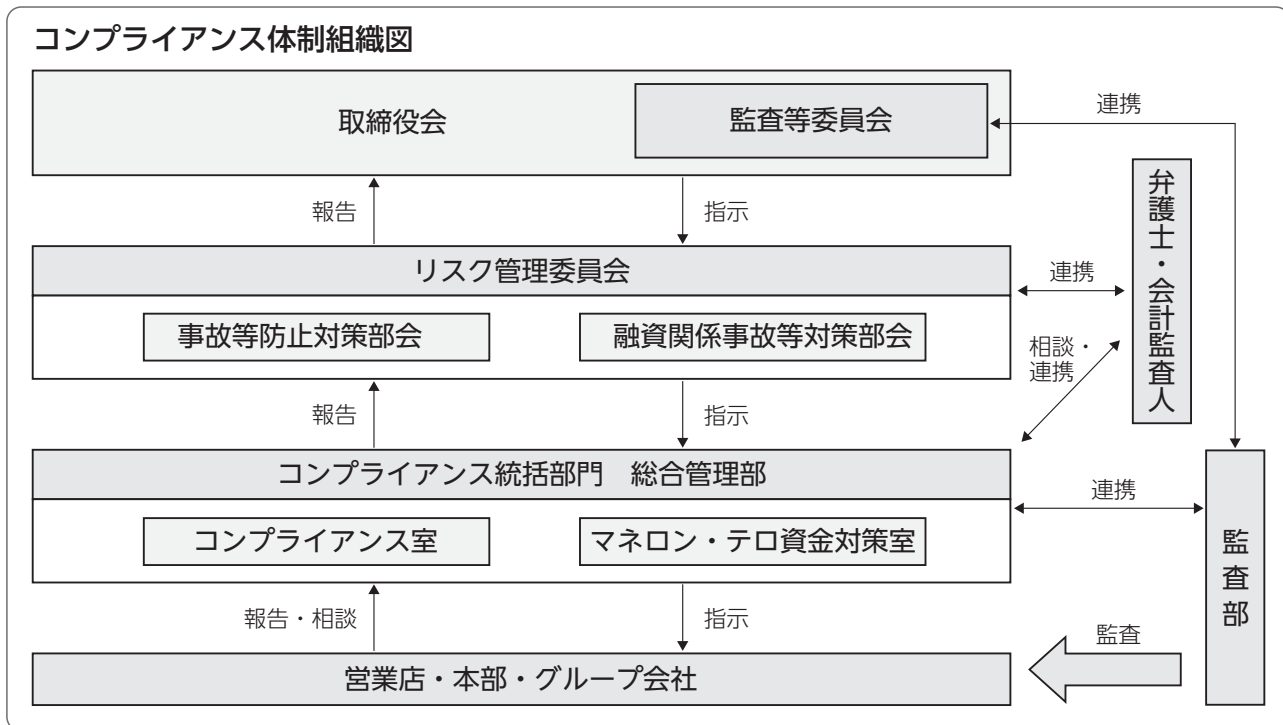 コンプライアンス体制組織図
取締役会
監査等委員会
連携
報告
指示
弁護士・会計監査人
リスク管理委員会
連携
事故等防止対策部会
融資関係事故等対策部会
相談・
連携
報告
指示
コンプライアンス統括部門　総合管理部
連携
コンプライアンス室
マネロン・テロ資金対策室
監査部
報告・相談
指示
監査
営業店・本部・グループ会社